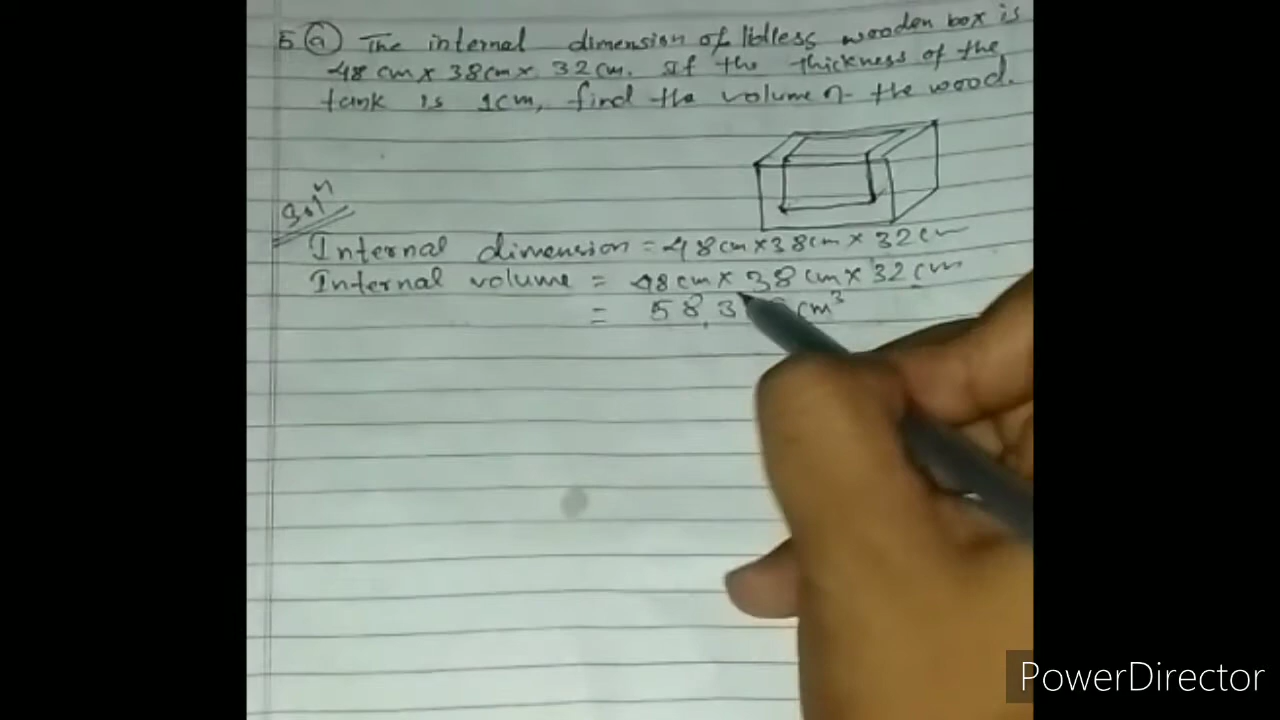 5 (a) The internal dimension of lidless wooden box is
48 cm x 38cm x 32cm. If the thickness of the
tank is 1cm, find the volume of the wood.
Solⁿ
Internal dimension = 48cm x 38cm x 32cm
Internal volume = 48cm x 38cm x 32cm
= cm³
PowerDirector